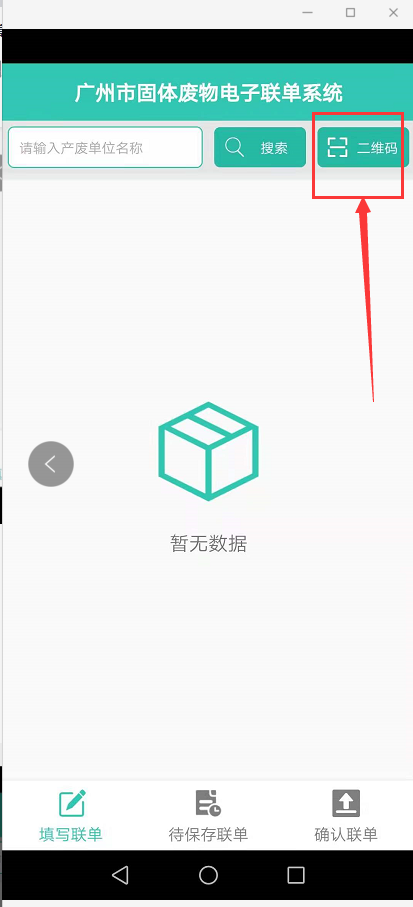 广州市固体废物电子联单系统
请输入产废单位名称
搜索
二维码
暂无数据
填写联单
待保存联单
确认联单